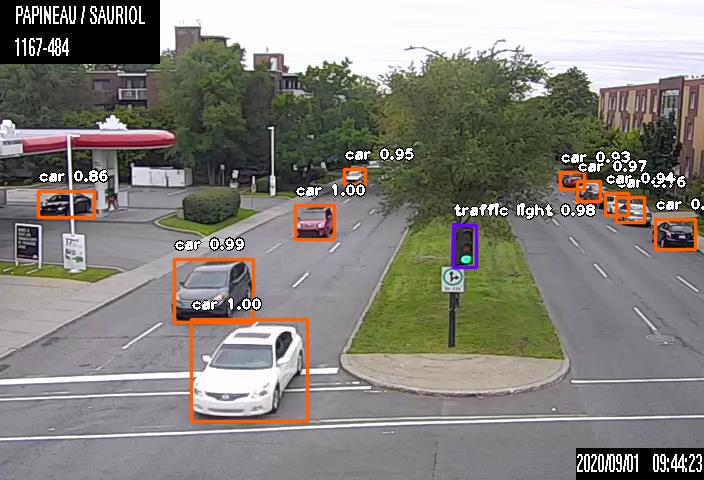 PAPINEAU / SAURIOL
1167-484
car 0.95
car 0.93
car 0.97
car 0.86
car 1.00
car 0.94
car 0.
traffic light 0.98
car 0.99
car 1.00
2020/09/01 09:44:23